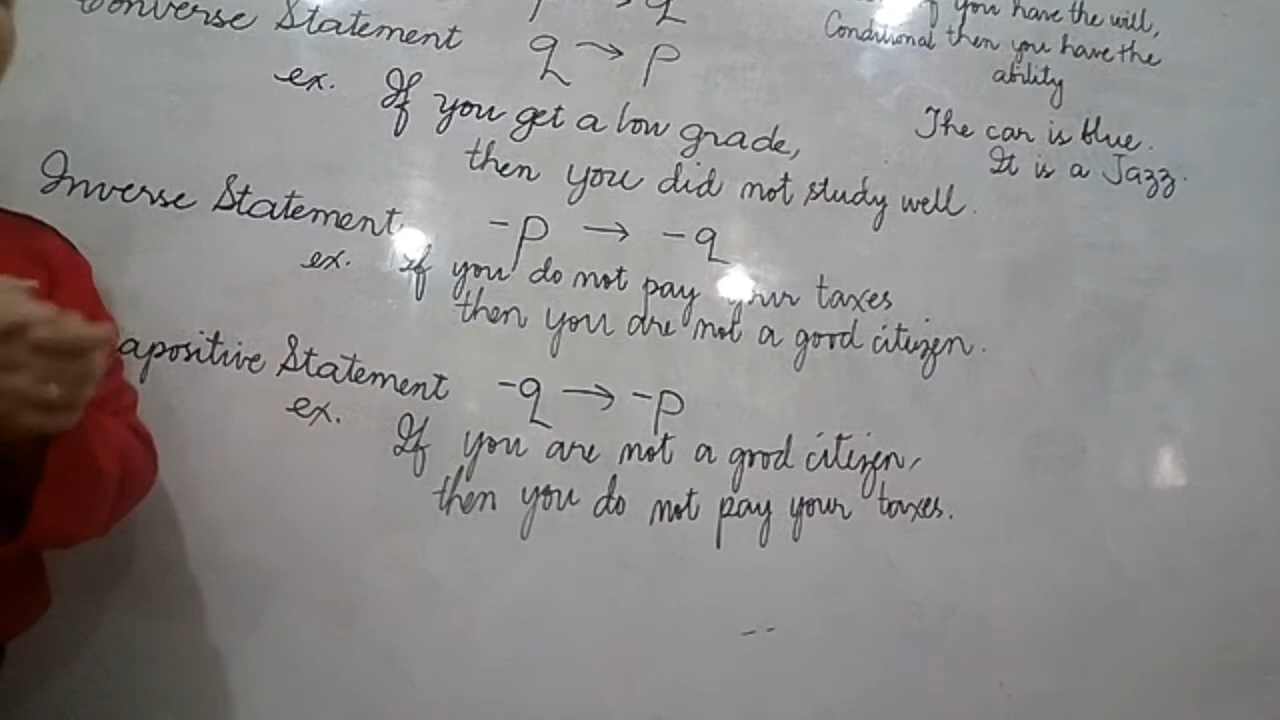 Converse Statement
q → p
ex. If you get a low grade,
then you did not study well.
Inverse Statement -p → -q
ex. If you do not pay your taxes
then you are not a good citizen.
apositive Statement -q → -p
ex. If you are not a good citizen,
then you do not pay your taxes.
you have the will,
Conditional then you have the
ability
The car is blue.
It is a Jazz.